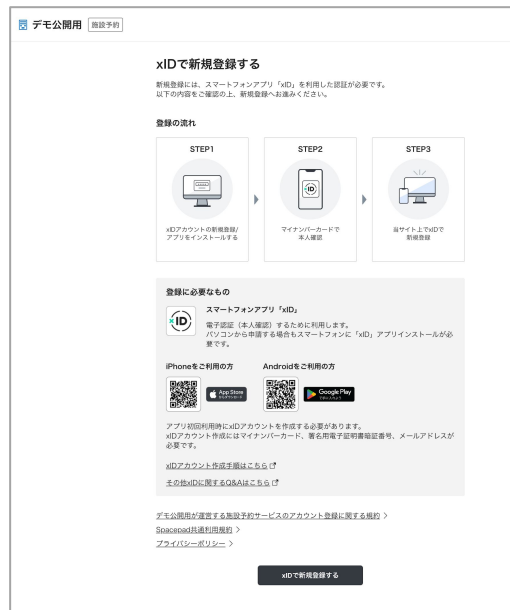 デモ公開用 施設予約
xIDで新規登録する
新規登録には、スマートフォンアプリ「xID」を利用した認証が必要です。
以下の内容をご確認の上、新規登録へお進みください。
登録の流れ
STEP1
xIDアカウントの新規登録/
アプリをインストールする
STEP2
マイナンバーカードで
本人確認
STEP3
当サイト上でxIDで
新規登録
登録に必要なもの
xID
スマートフォンアプリ「xID」
電子認証（本人確認）するために利用します。
パソコンから申請する場合もスマートフォンに「xID」アプリインストールが必
要です。
iPhoneをご利用の方
App Store
からダウンロード
Androidをご利用の方
Google Play
で手に入れよう
アプリ初回利用時にxIDアカウントを作成する必要があります。
xIDアカウント作成にはマイナンバーカード、署名用電子証明書暗証番号、メールアドレスが
必要です。
xIDアカウント作成手順はこちら
その他xIDに関するQ&Aはこちら
デモ公開用が運営する施設予約サービスのアカウント登録に関する規約 >
Spacepad共通利用規約 >
プライバシーポリシー >
xIDで新規登録する